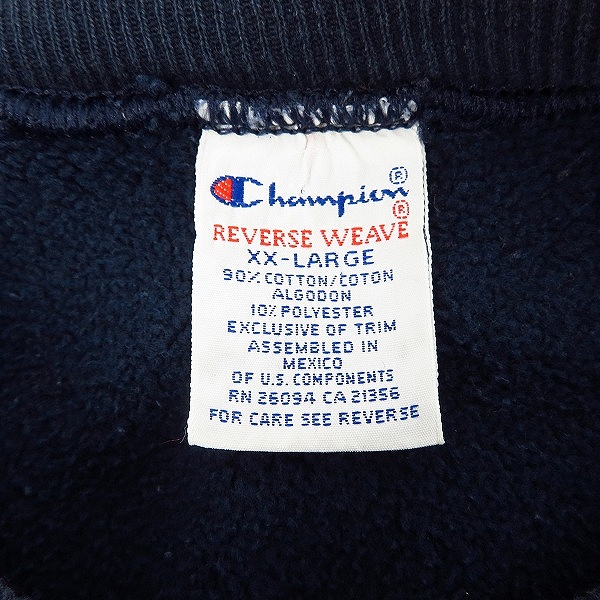 Champion®
REVERSE WEAVE®
XX-LARGE
90% COTTON/COTON
ALGODON
10% POLYESTER
EXCLUSIVE OF TRIM
ASSEMBLED IN
MEXICO
OF U.S. COMPONENTS
RN 26094 CA 21356
FOR CARE SEE REVERSE